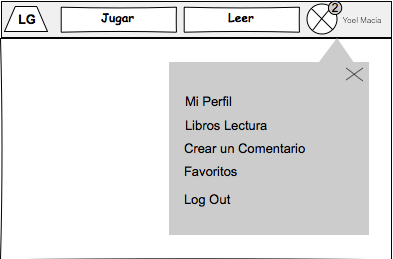 LG
Jugar
Leer
2
Yoel Macia
Mi Perfil
Libros Lectura
Crear un Comentario
Favoritos
Log Out